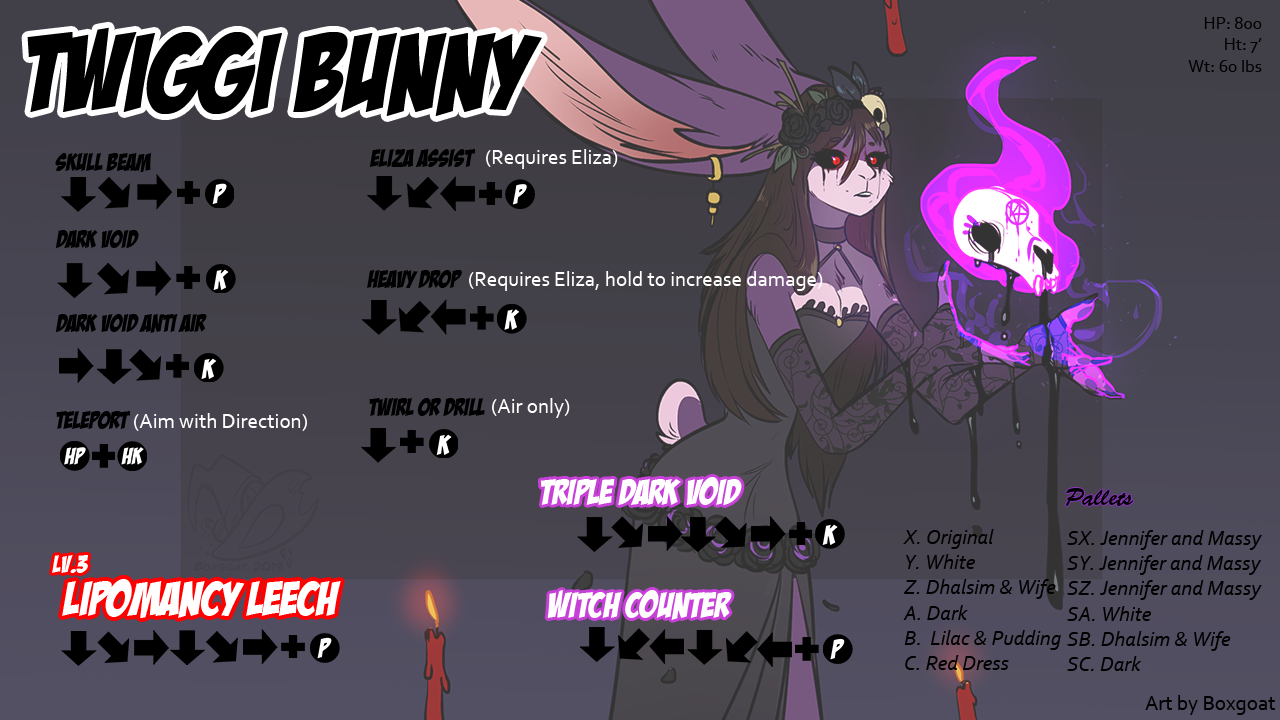 TWIGGI BUNNY
HP: 800
Ht: 7'
Wt: 60 lbs
SKULL BEAM
+ P
DARK VOID
+ K
DARK VOID ANTI AIR
+ K
TELEPORT (Aim with Direction)
HP + HK
ELIZA ASSIST (Requires Eliza)
+ P
HEAVY DROP (Requires Eliza, hold to increase damage)
+ K
TWIRL OR DRILL (Air only)
+ K
LV.3
LIPOMANCY LEECH
+ P
TRIPLE DARK VOID
+ K
WITCH COUNTER
+ P
Pallets
X. Original
Y. White
Z. Dhalsim & Wife
A. Dark
B. Lilac & Pudding
C. Red Dress
SX. Jennifer and Massy
SY. Jennifer and Massy
SZ. Jennifer and Massy
SA. White
SB. Dhalsim & Wife
SC. Dark
Art by Boxgoat